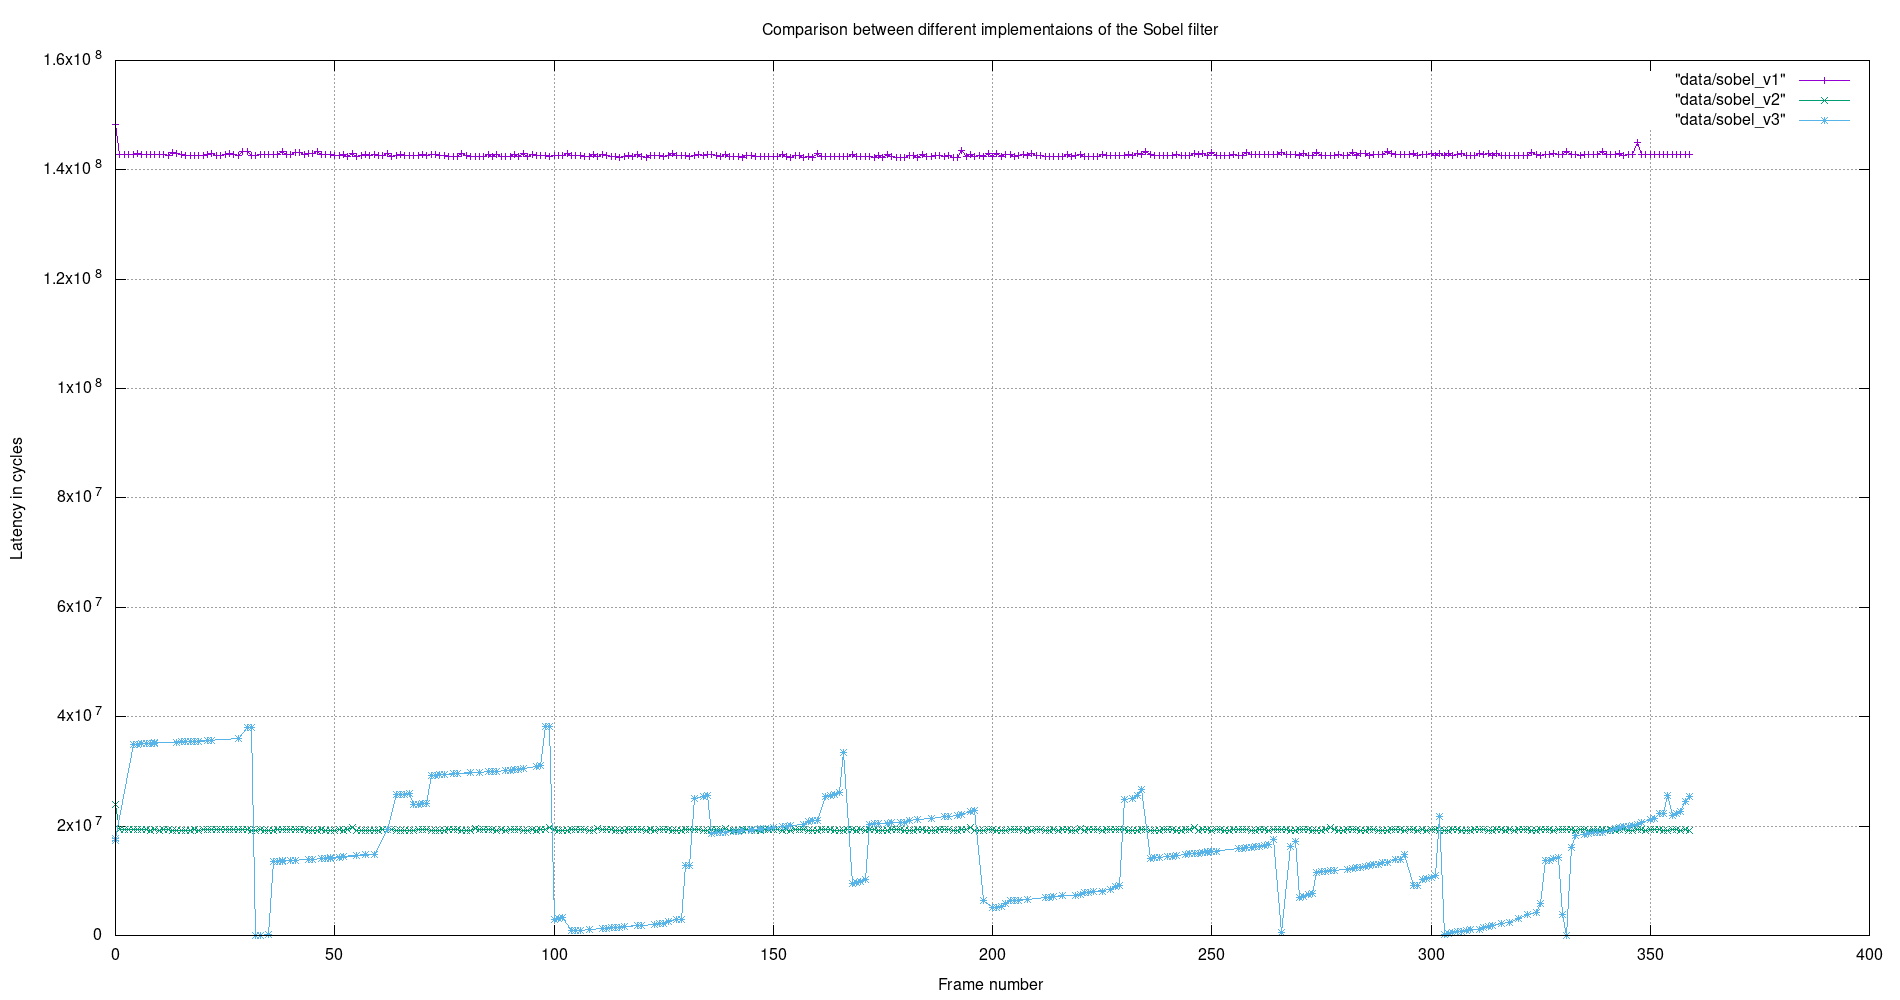 Comparison between different implementaions of the Sobel filter
"data/sobel_v1"
"data/sobel_v2"
"data/sobel_v3"
1.6x10 8
1.4x10 8
1.2x10 8
1x10 8
8x10 7
6x10 7
4x10 7
2x10 7
0
Latency in cycles
0 50 100 150 200 250 300 350 400
Frame number